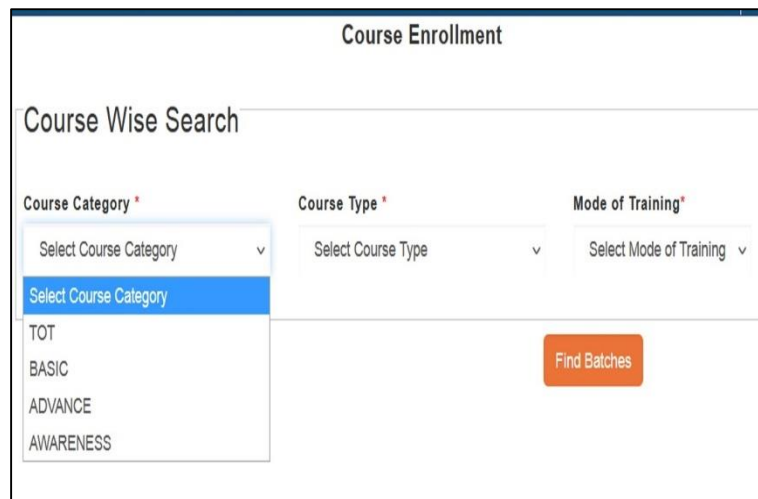 Course Enrollment
Course Wise Search
Course Category * Course Type * Mode of Training*
Select Course Category Select Course Type Select Mode of Training
Select Course Category
TOT
BASIC
ADVANCE
AWARENESS
Find Batches